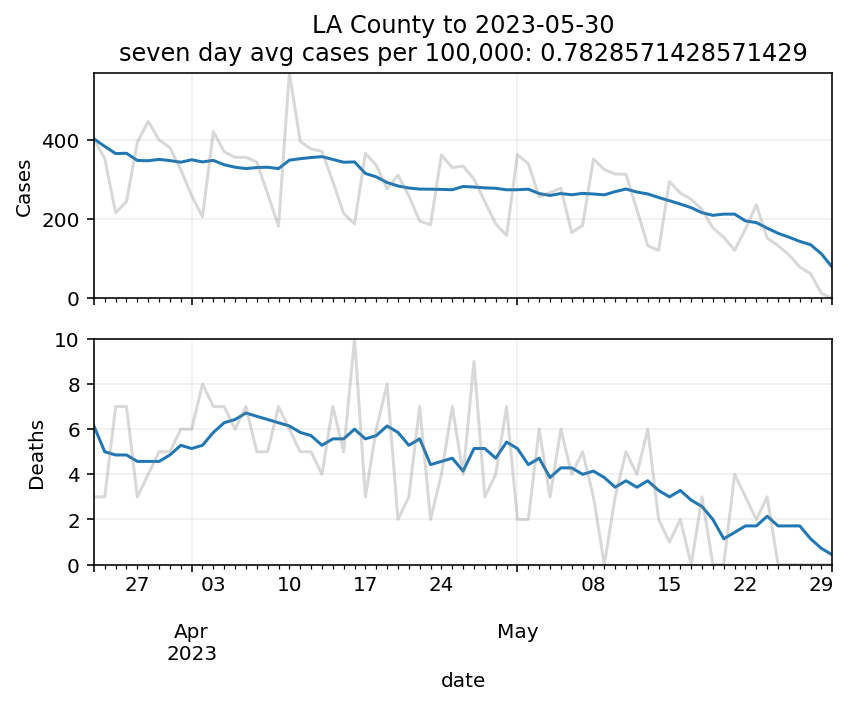 LA County to 2023-05-30
seven day avg cases per 100,000: 0.7828571428571429
400
200
0
Cases
10
8
6
4
2
0
Deaths
27 03 10 17 24 08 15 22 29
Apr May
2023
date